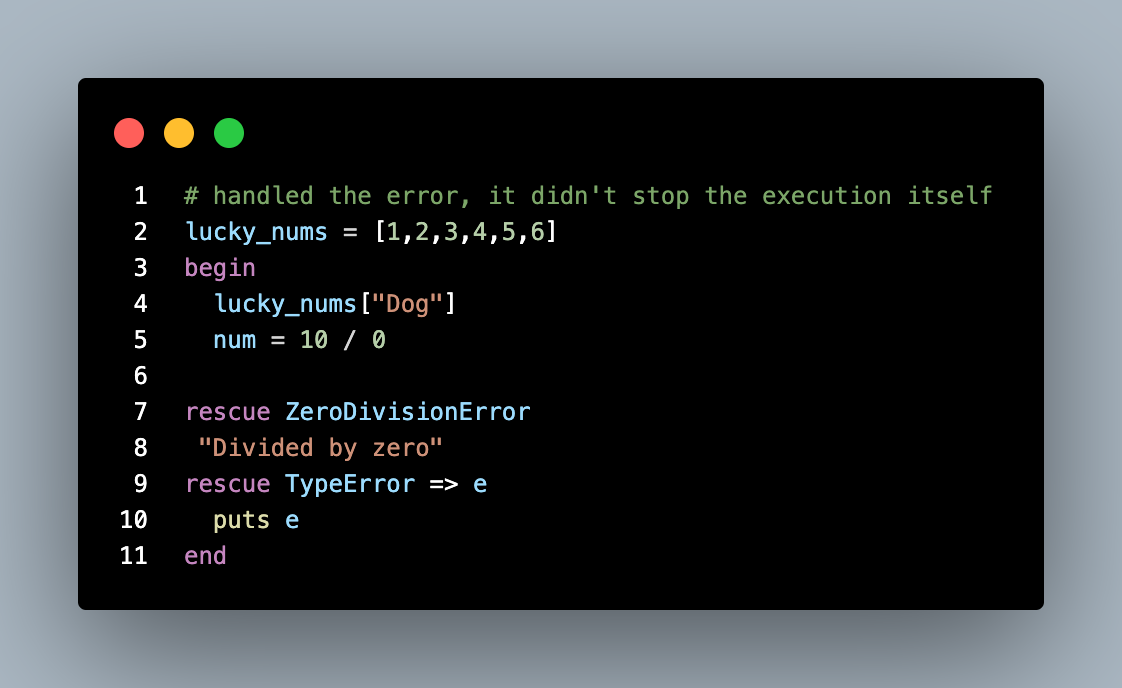 1 # handled the error, it didn't stop the execution itself
2 lucky_nums = [1,2,3,4,5,6]
3 begin
4   lucky_nums["Dog"]
5   num = 10 / 0
6
7 rescue ZeroDivisionError
8  "Divided by zero"
9 rescue TypeError => e
10   puts e
11 end